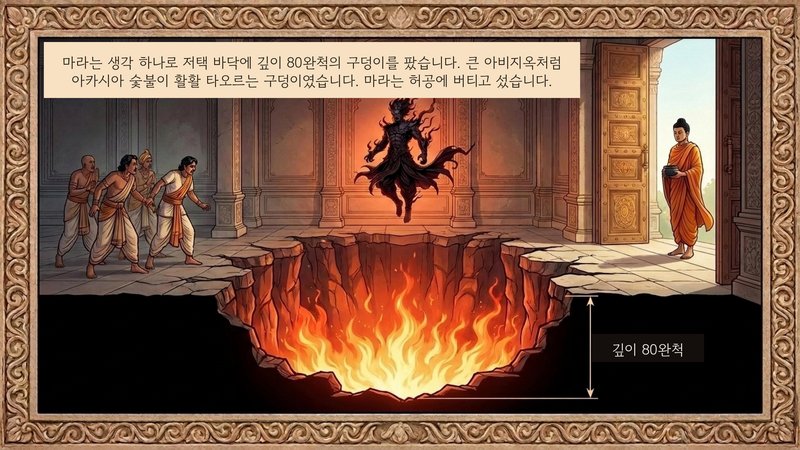 마라는 생각 하나로 저택 바닥에 깊이 80완척의 구덩이를 팠습니다. 큰 아비지옥처럼
아카시아 숯불이 활활 타오르는 구덩이였습니다. 마라는 허공에 버티고 섰습니다.
깊이 80완척